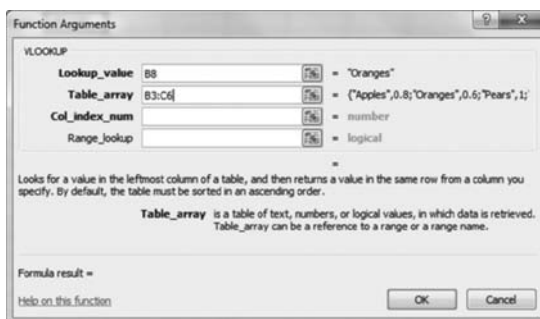 Function Arguments
VLOOKUP
Lookup_value B8 = "Oranges"
Table_array B3:C6 = {"Apples",0.8;"Oranges",0.6;"Pears",1;'
Col_index_num = number
Range_lookup = logical
=
Looks for a value in the leftmost column of a table, and then returns a value in the same row from a column you
specify. By default, the table must be sorted in an ascending order.
Table_array is a table of text, numbers, or logical values, in which data is retrieved.
Table_array can be a reference to a range or a range name.
Formula result =
Help on this function OK Cancel